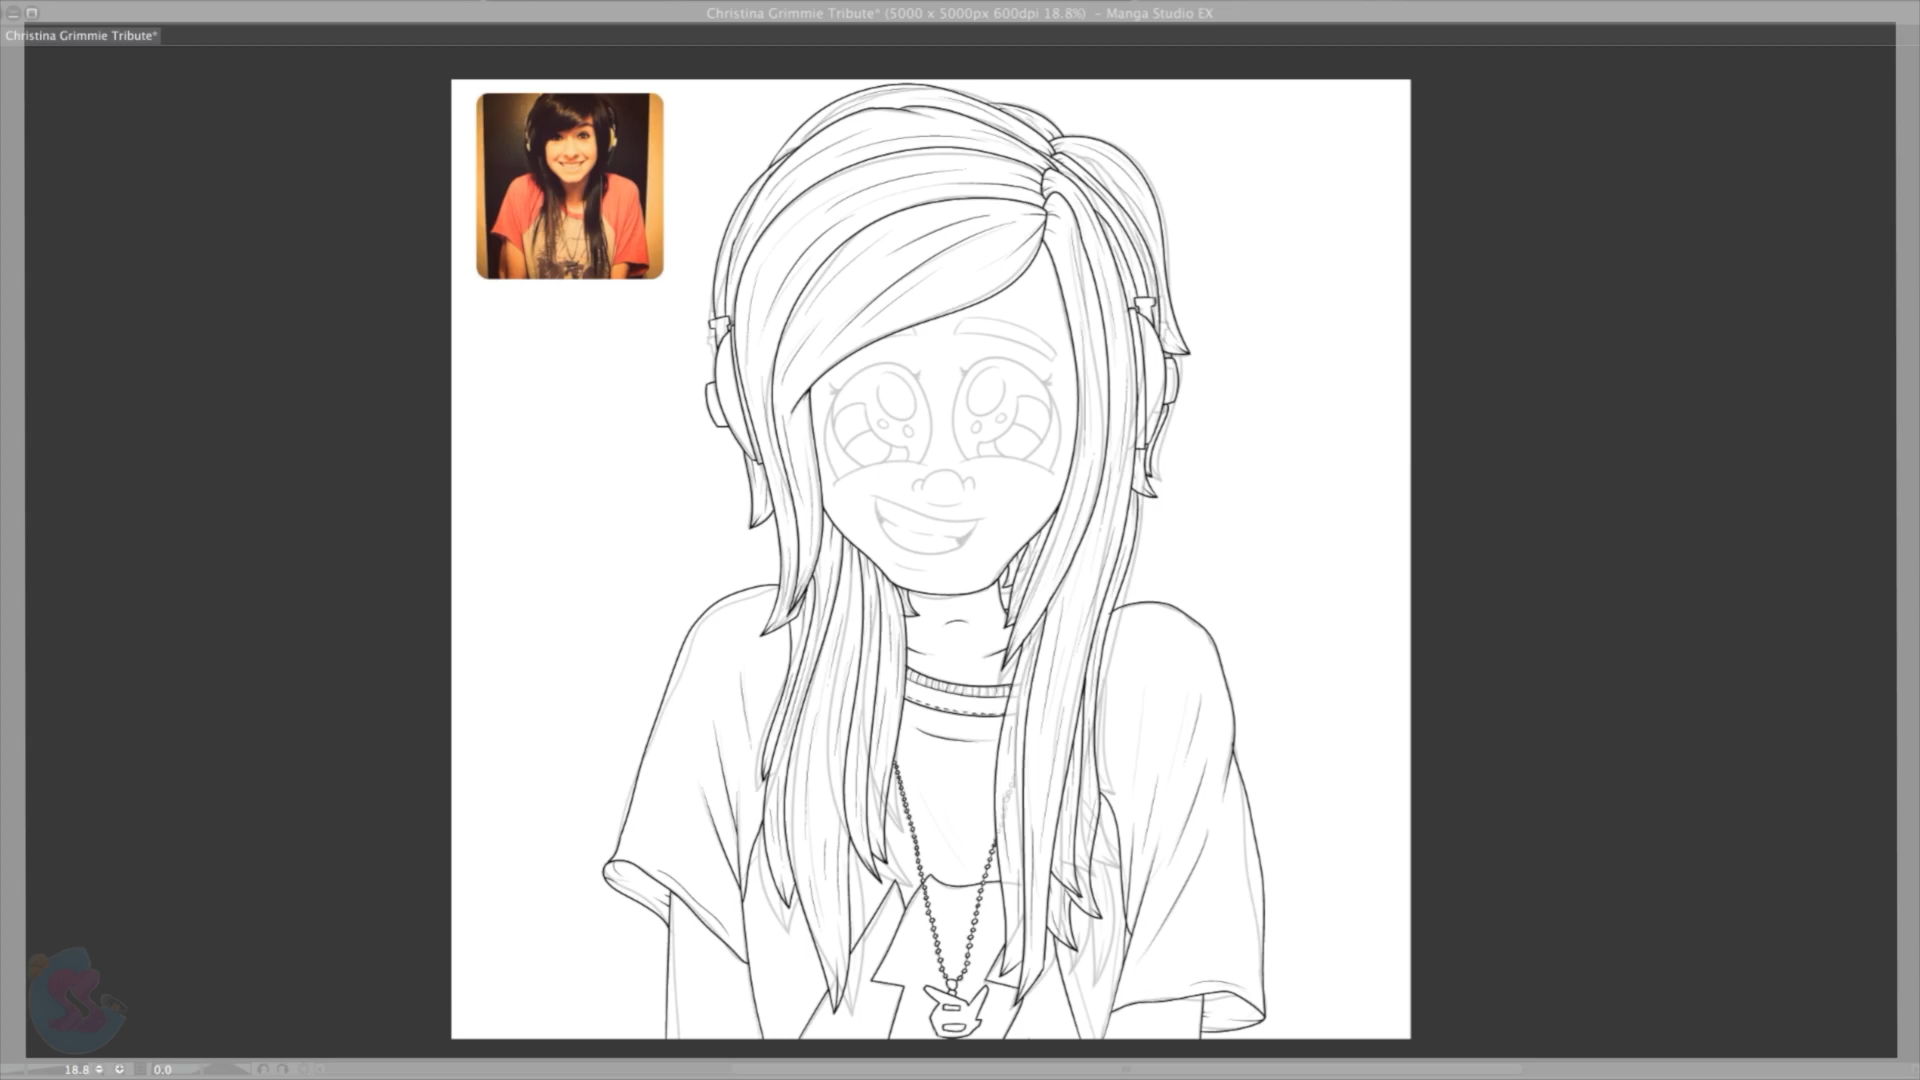 Christina Grimmie Tribute* (5000 x 5000px 600dpi 18.8%) - Manga Studio EX
Christina Grimmie Tribute*
18.8
0.0